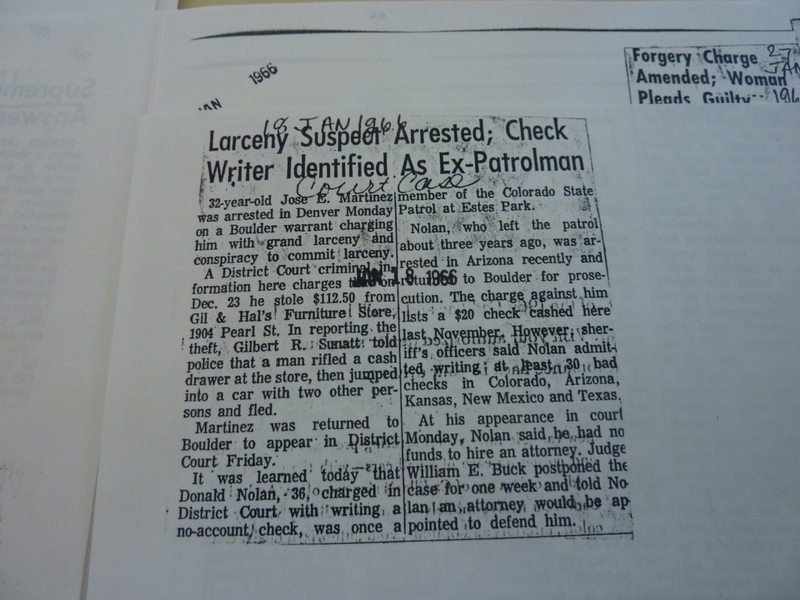 JAN 1966
Forgery Charge
Amended; Woman
Pleads Guilty
27
JAN
18 JAN 1966
Larceny Suspect Arrested; Check
Writer Identified As Ex-Patrolman
Court Case
32-year-old Jose E. Martinez
was arrested in Denver Monday
on a Boulder warrant charging
him with grand larceny and
conspiracy to commit larceny.
A District Court criminal in-
formation here charges that on
Dec. 23 he stole $112.50 from
Gil & Hal's Furniture Store,
1904 Pearl St. In reporting the
theft, Gilbert R. Sunatt told
police that a man rifled a cash
drawer at the store, then jumped
into a car with two other per-
sons and fled.
Martinez was returned to
Boulder to appear in District
Court Friday.
It was learned today that
Donald Nolan, 36, charged in
District Court with writing a
no-account check, was once a
member of the Colorado State
Patrol at Estes Park.
Nolan, who left the patrol
about three years ago, was ar-
rested in Arizona recently and
returned to Boulder for prose-
cution. The charge against him
lists a $20 check cashed here
last November. However, sher-
iff's officers said Nolan admit-
ted writing at least 30 bad
checks in Colorado, Arizona,
Kansas, New Mexico and Texas.
At his appearance in court
Monday, Nolan said he had no
funds to hire an attorney. Judge
William E. Buck postponed the
case for one week and told No-
lan an attorney would be ap
pointed to defend him.
JAN 18 1966